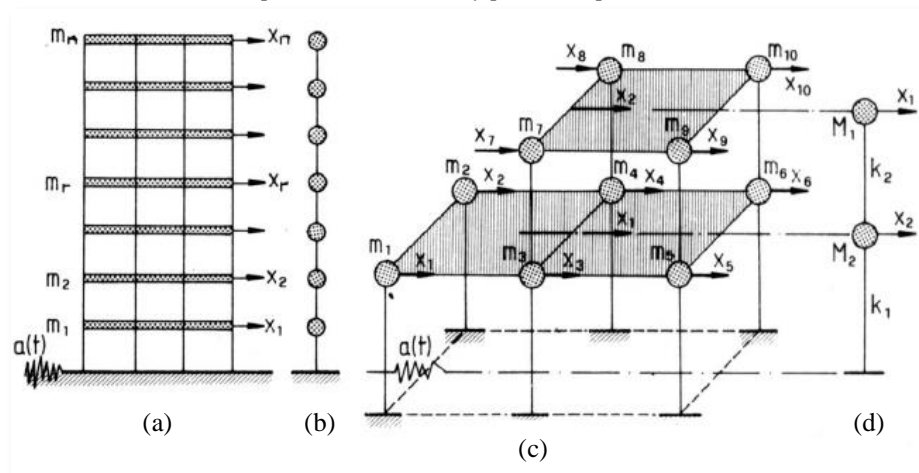 mₙ
Xₙ
mᵣ
Xᵣ
m₂
X₂
m₁
X₁
a(t)
(a)
(b)
X₈
m₈
m₁₀
X₁₀
X₂
m₇
X₇
m₉
X₉
m₂
X₂
m₄
X₄
m₆
X₆
X₁
m₁
X₁
m₃
X₃
m₅
X₅
a(t)
(c)
X₁
M₁
k₂
X₂
M₂
k₁
(d)